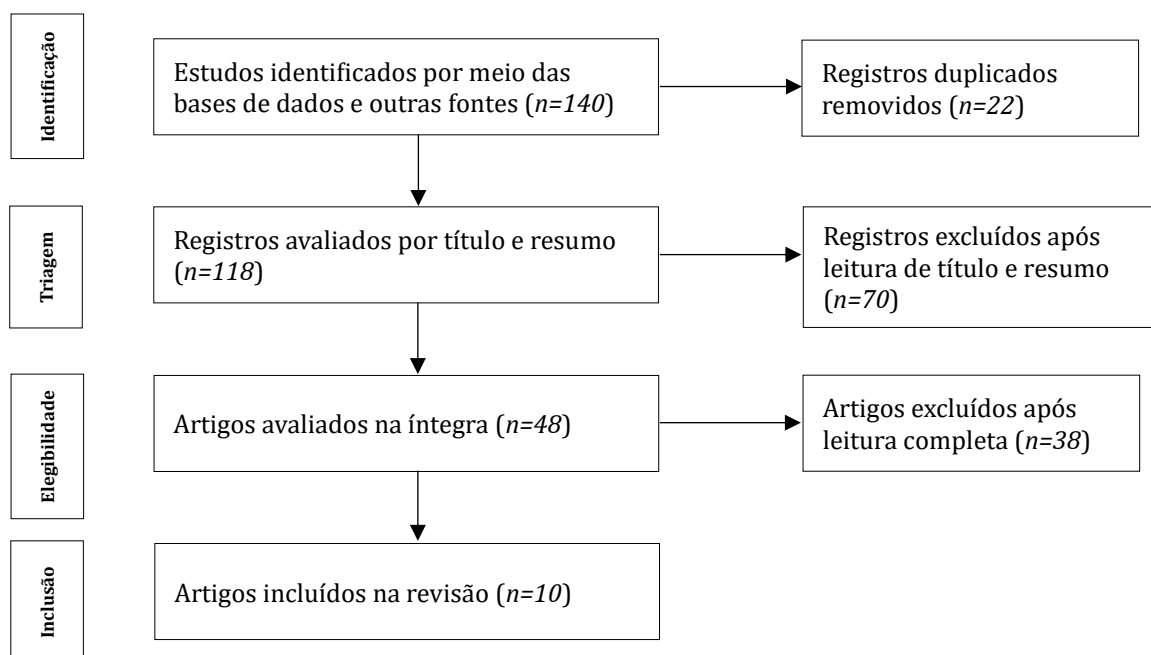 Identificação
Estudos identificados por meio das
bases de dados e outras fontes (n=140)
Registros duplicados
removidos (n=22)
Triagem
Registros avaliados por título e resumo
(n=118)
Registros excluídos após
leitura de título e resumo
(n=70)
Elegibilidade
Artigos avaliados na íntegra (n=48)
Artigos excluídos após
leitura completa (n=38)
Inclusão
Artigos incluídos na revisão (n=10)